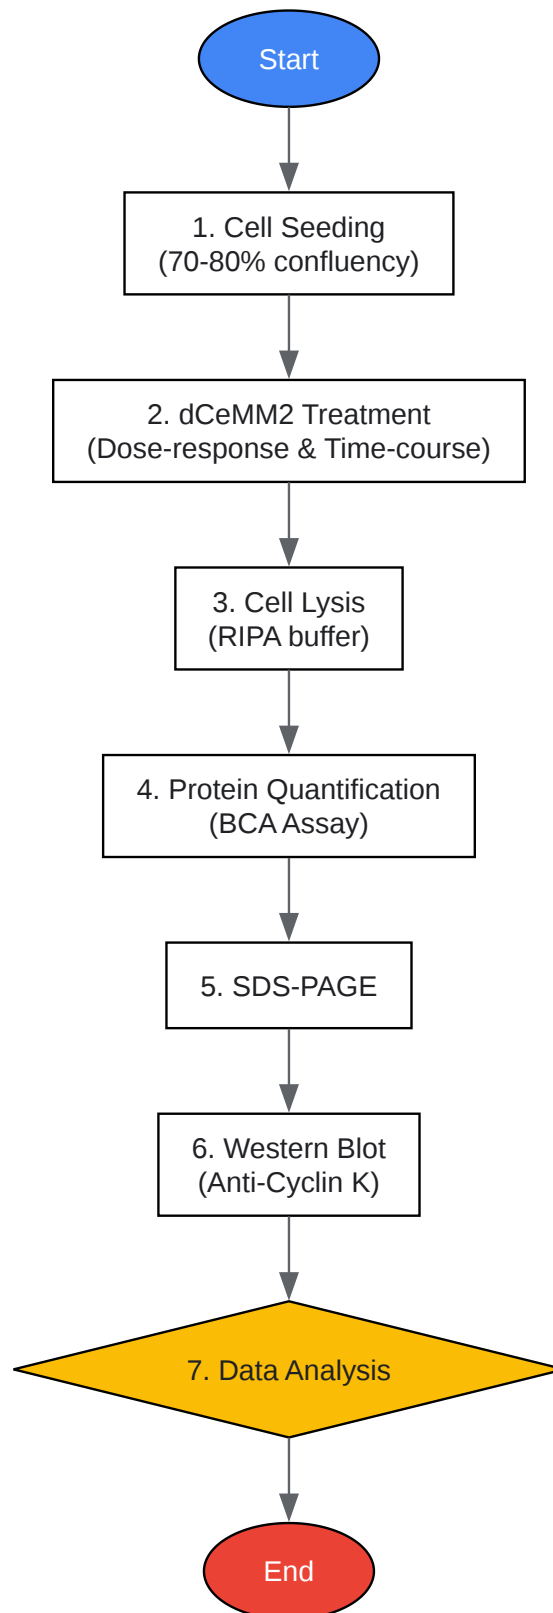 Start
1. Cell Seeding
(70-80% confluency)
2. dCeMM2 Treatment
(Dose-response & Time-course)
3. Cell Lysis
(RIPA buffer)
4. Protein Quantification
(BCA Assay)
5. SDS-PAGE
6. Western Blot
(Anti-Cyclin K)
7. Data Analysis
End